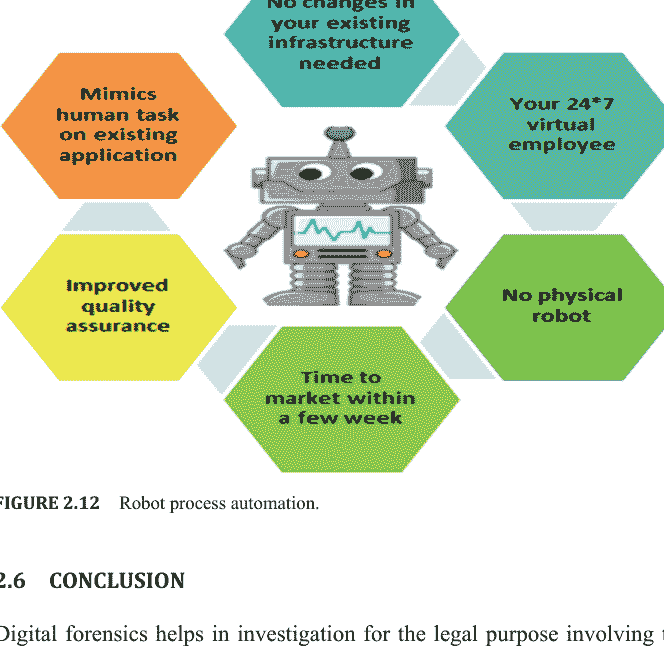 No changes in
your existing
infrastructure
needed
Your 24*7
virtual
employee
Mimics
human task
on existing
application
Improved
quality
assurance
No physical
robot
Time to
market within
a few week
FIGURE 2.12 Robot process automation.
2.6 CONCLUSION
Digital forensics helps in investigation for the legal purpose involving